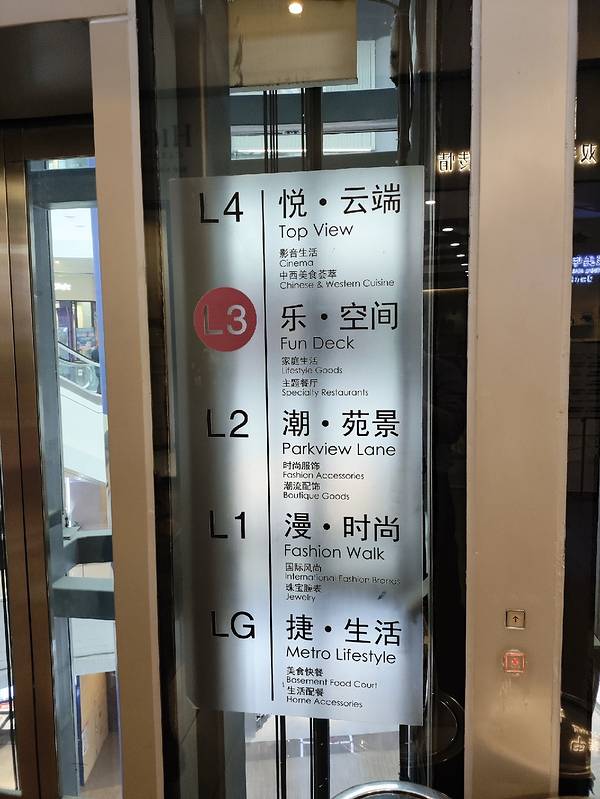 L4
悦·云端
Top View
影音生活
Cinema
中西美食荟萃
Chinese & Western Cuisine
L3
乐·空间
Fun Deck
家庭生活
Lifestyle Goods
主题餐厅
Specialty Restaurants
L2
潮·苑景
Parkview Lane
时尚服饰
Fashion Accessories
潮流配饰
Boutique Goods
L1
漫·时尚
Fashion Walk
国际风尚
International Fashion Brands
珠宝腕表
Jewelry
LG
捷·生活
Metro Lifestyle
美食快餐
Basement Food Court
生活配餐
Home Accessories